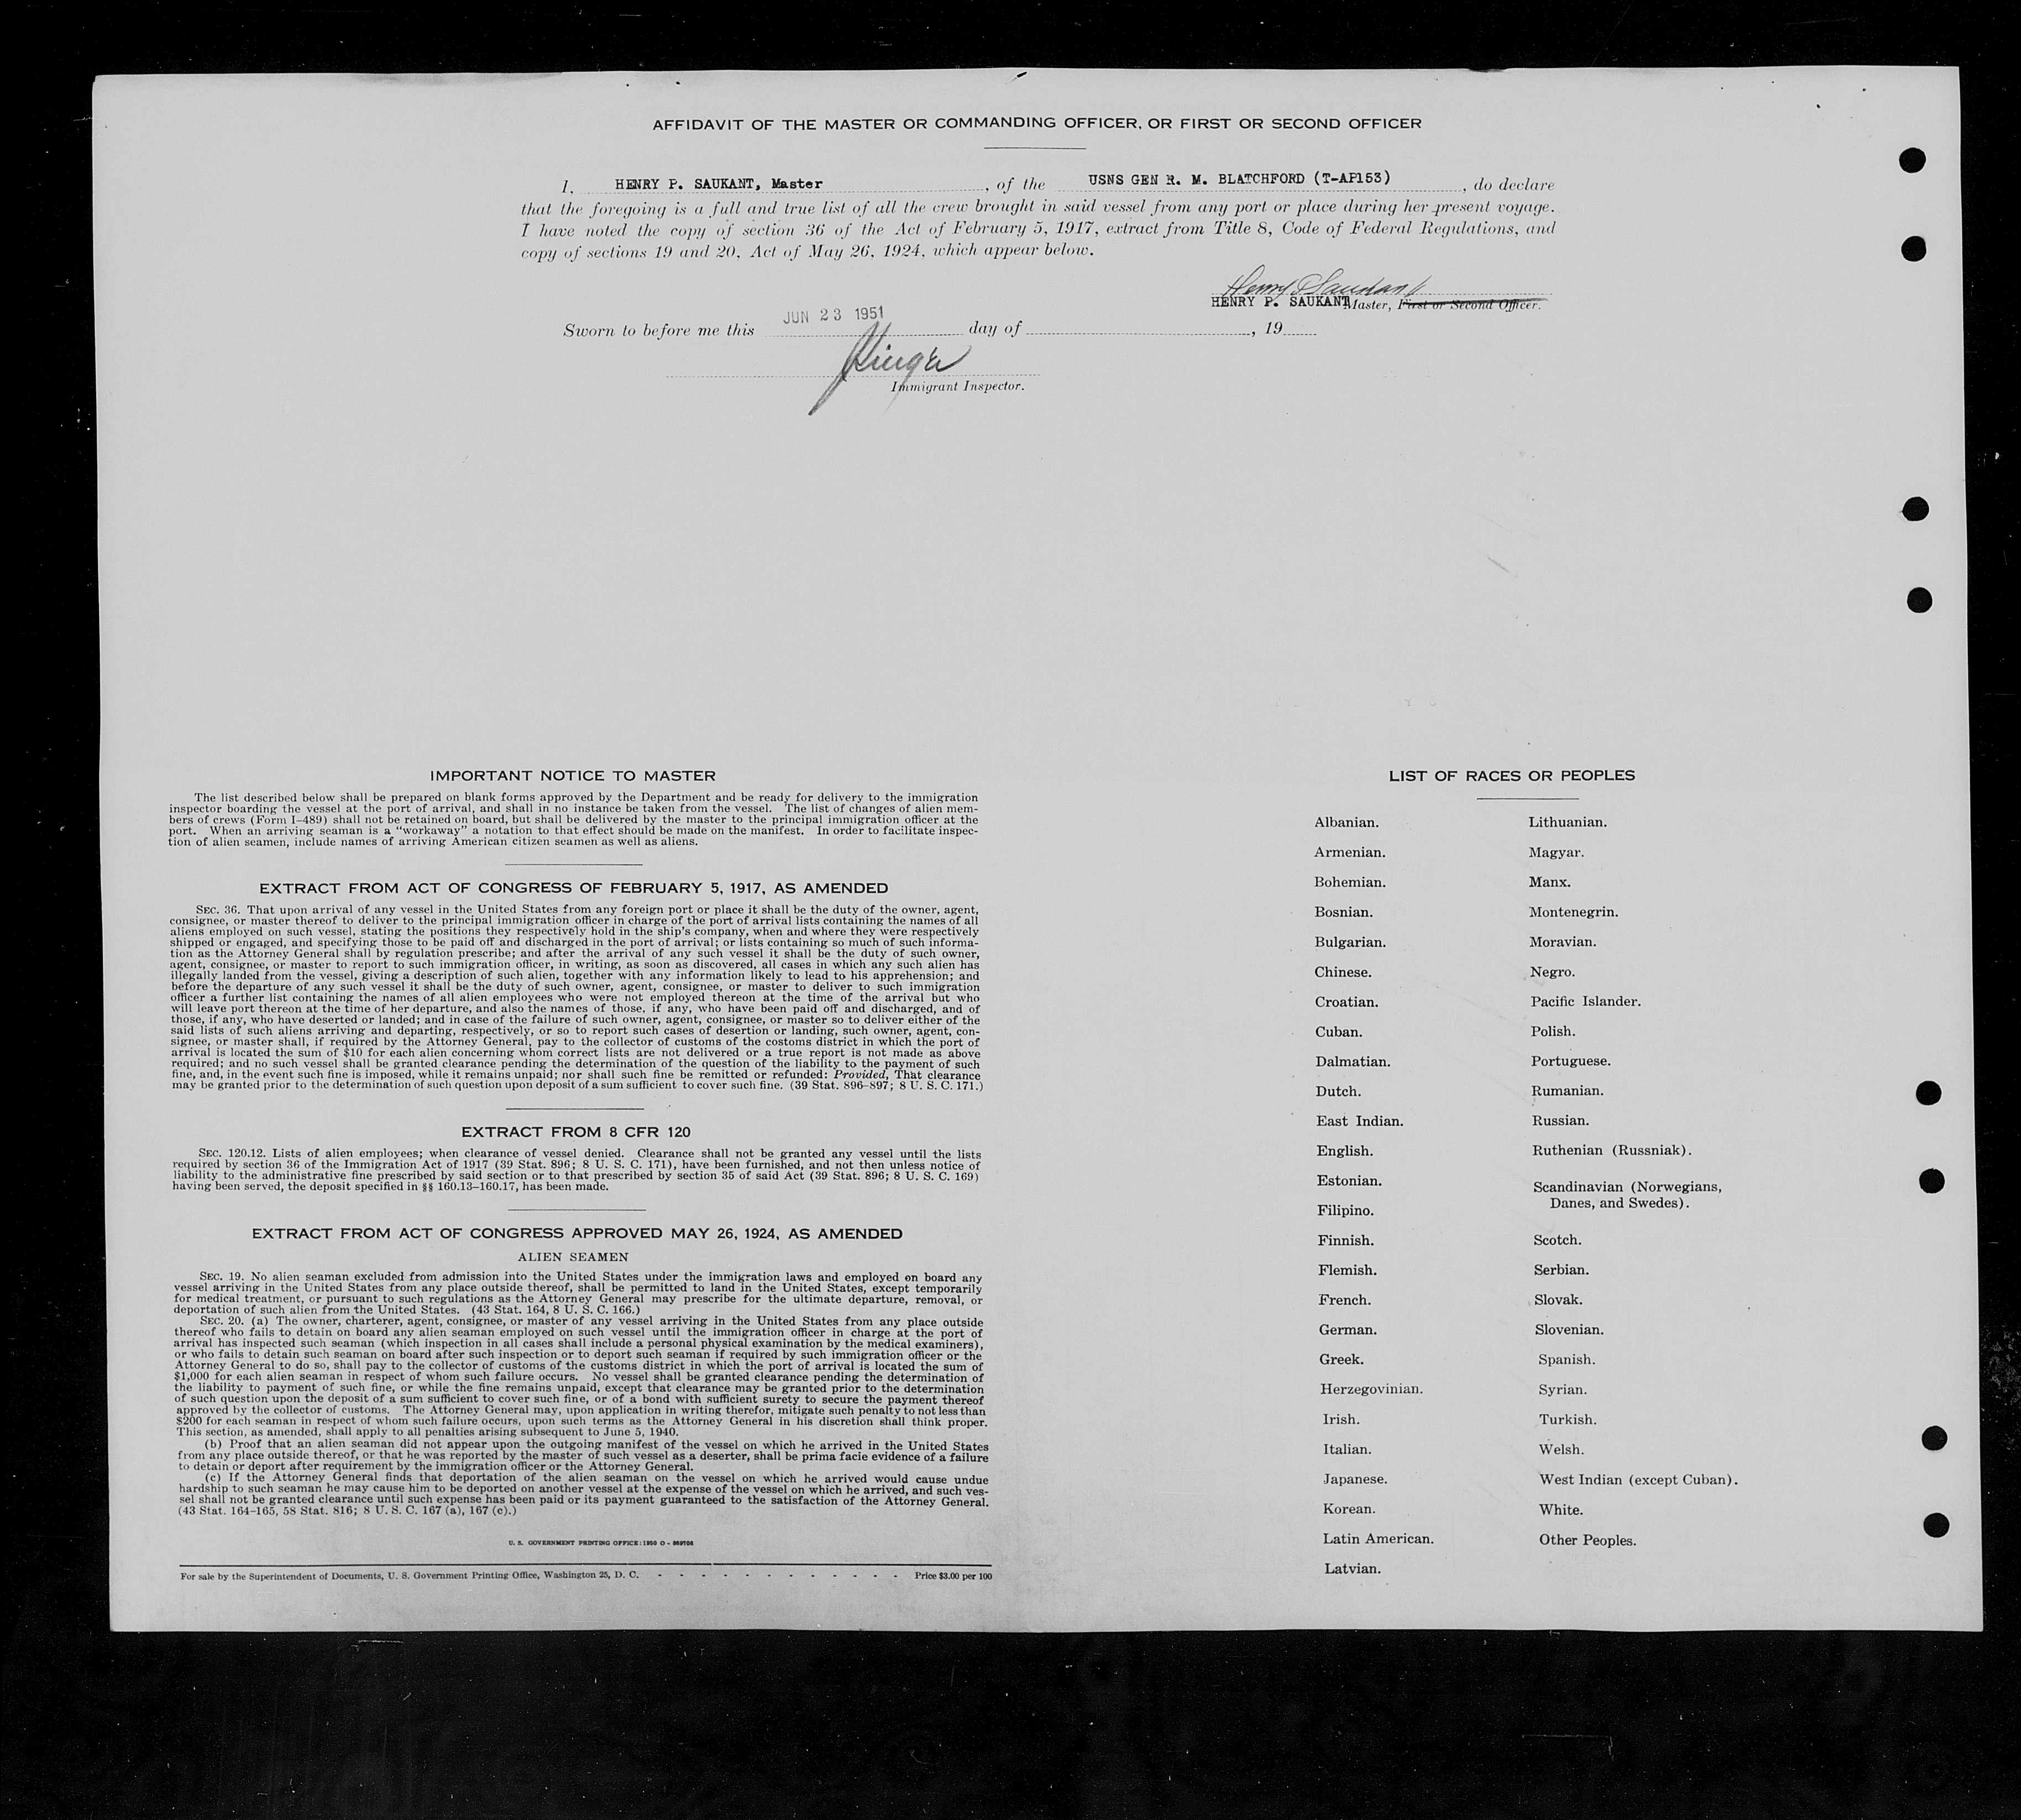 AFFIDAVIT OF THE MASTER OR COMMANDING OFFICER, OR FIRST OR SECOND OFFICER
I, HENRY P. SAUKANT, Master, of the USNS GEN R. M. BLATCHFORD (T-AP153), do declare
that the foregoing is a full and true list of all the crew brought in said vessel from any port or place during her present voyage.
I have noted the copy of section 36 of the Act of February 5, 1917, extract from Title 8, Code of Federal Regulations, and
copy of sections 19 and 20, Act of May 26, 1924, which appear below.
HENRY P. SAUKANT Master, First or Second Officer.
JUN 23 1951
Sworn to before me this day of , 19
Immigrant Inspector.
IMPORTANT NOTICE TO MASTER
The list described below shall be prepared on blank forms approved by the Department and be ready for delivery to the immigration
inspector boarding the vessel at the port of arrival, and shall in no instance be taken from the vessel. The list of changes of alien mem-
bers of crews (Form I-489) shall not be retained on board, but shall be delivered by the master to the principal immigration officer at the
port. When an arriving seaman is a "workaway" a notation to that effect should be made on the manifest. In order to facilitate inspec-
tion of alien seamen, include names of arriving American citizen seamen as well as aliens.
EXTRACT FROM ACT OF CONGRESS OF FEBRUARY 5, 1917, AS AMENDED
SEC. 36. That upon arrival of any vessel in the United States from any foreign port or place it shall be the duty of the owner, agent,
consignee, or master thereof to deliver to the principal immigration officer in charge of the port of arrival lists containing the names of all
aliens employed on such vessel, stating the positions they respectively hold in the ship's company, when and where they were respectively
shipped or engaged, and specifying those to be paid off and discharged in the port of arrival; or lists containing so much of such informa-
tion as the Attorney General shall by regulation prescribe; and after the arrival of any such vessel it shall be the duty of such owner,
agent, consignee, or master to report to such immigration officer, in writing, as soon as discovered, all cases in which any such alien has
illegally landed from the vessel, giving a description of such alien, together with any information likely to lead to his apprehension; and
before the departure of any such vessel it shall be the duty of such owner, agent, consignee, or master to deliver to such immigration
officer a further list containing the names of all alien employees who were not employed thereon at the time of the arrival but who
will leave port thereon at the time of her departure, and also the names of those, if any, who have been paid off and discharged, and of
those, if any, who have deserted or landed; and in case of the failure of such owner, agent, consignee, or master so to deliver either of the
said lists of such aliens arriving and departing, respectively, or so to report such cases of desertion or landing, such owner, agent, con-
signee, or master shall, if required by the Attorney General, pay to the collector of customs of the costoms district in which the port of
arrival is located the sum of $10 for each alien concerning whom correct lists are not delivered or a true report is not made as above
required; and no such vessel shall be granted clearance pending the determination of the question of the liability to the payment of such
fine, and, in the event such fine is imposed, while it remains unpaid; nor shall such fine be remitted or refunded: Provided, That clearance
may be granted prior to the determination of such question upon deposit of a sum sufficient to cover such fine. (39 Stat. 896-897; 8 U. S. C. 171.)
EXTRACT FROM 8 CFR 120
SEC. 120.12. Lists of alien employees; when clearance of vessel denied. Clearance shall not be granted any vessel until the lists
required by section 36 of the Immigration Act of 1917 (39 Stat. 896; 8 U. S. C. 171), have been furnished, and not then unless notice of
liability to the administrative fine prescribed by said section or to that prescribed by section 35 of said Act (39 Stat. 896; 8 U. S. C. 169)
having been served, the deposit specified in §§ 160.13-160.17, has been made.
EXTRACT FROM ACT OF CONGRESS APPROVED MAY 26, 1924, AS AMENDED
ALIEN SEAMEN
SEC. 19. No alien seaman excluded from admission into the United States under the immigration laws and employed on board any
vessel arriving in the United States from any place outside thereof, shall be permitted to land in the United States, except temporarily
for medical treatment, or pursuant to such regulations as the Attorney General may prescribe for the ultimate departure, removal, or
deportation of such alien from the United States. (43 Stat. 164, 8 U. S. C. 166.)
SEC. 20. (a) The owner, charterer, agent, consignee, or master of any vessel arriving in the United States from any place outside
thereof who fails to detain on board any alien seaman employed on such vessel until the immigration officer in charge at the port of
arrival has inspected such seaman (which inspection in all cases shall include a personal physical examination by the medical examiners),
or who fails to detain such seaman on board after such inspection or to deport such seaman if required by such immigration officer or the
Attorney General to do so, shall pay to the collector of customs of the customs district in which the port of arrival is located the sum of
$1,000 for each alien seaman in respect of whom such failure occurs. No vessel shall be granted clearance pending the determination of
the liability to payment of such fine, or while the fine remains unpaid, except that clearance may be granted prior to the determination
of such question upon the deposit of a sum sufficient to cover such fine, or of a bond with sufficient surety to secure the payment thereof
approved by the collector of customs. The Attorney General may, upon application in writing therefor, mitigate such penalty to not less than
$200 for each seaman in respect of whom such failure occurs, upon such terms as the Attorney General in his discretion shall think proper.
This section, as amended, shall apply to all penalties arising subsequent to June 5, 1940.
(b) Proof that an alien seaman did not appear upon the outgoing manifest of the vessel on which he arrived in the United States
from any place outside thereof, or that he was reported by the master of such vessel as a deserter, shall be prima facie evidence of a failure
to detain or deport after requirement by the immigration officer or the Attorney General.
(c) If the Attorney General finds that deportation of the alien seaman on the vessel on which he arrived would cause undue
hardship to such seaman he may cause him to be deported on another vessel at the expense of the vessel on which he arrived, and such ves-
sel shall not be granted clearance until such expense has been paid or its payment guaranteed to the satisfaction of the Attorney General.
(43 Stat. 164-165, 58 Stat. 816; 8 U. S. C. 167 (a), 167 (c).)
U. S. GOVERNMENT PRINTING OFFICE: 1950 O -
For sale by the Superintendent of Documents, U. S. Government Printing Office, Washington 25, D. C. - - - - - - - - - - - - Price $3.00 per 100
LIST OF RACES OR PEOPLES
Albanian.
Armenian.
Bohemian.
Bosnian.
Bulgarian.
Chinese.
Croatian.
Cuban.
Dalmatian.
Dutch.
East Indian.
English.
Estonian.
Filipino.
Finnish.
Flemish.
French.
German.
Greek.
Herzegovinian.
Irish.
Italian.
Japanese.
Korean.
Latin American.
Latvian.
Lithuanian.
Magyar.
Manx.
Montenegrin.
Moravian.
Negro.
Pacific Islander.
Polish.
Portuguese.
Rumanian.
Russian.
Ruthenian (Russniak).
Scandinavian (Norwegians,
Danes, and Swedes).
Scotch.
Serbian.
Slovak.
Slovenian.
Spanish.
Syrian.
Turkish.
Welsh.
West Indian (except Cuban).
White.
Other Peoples.